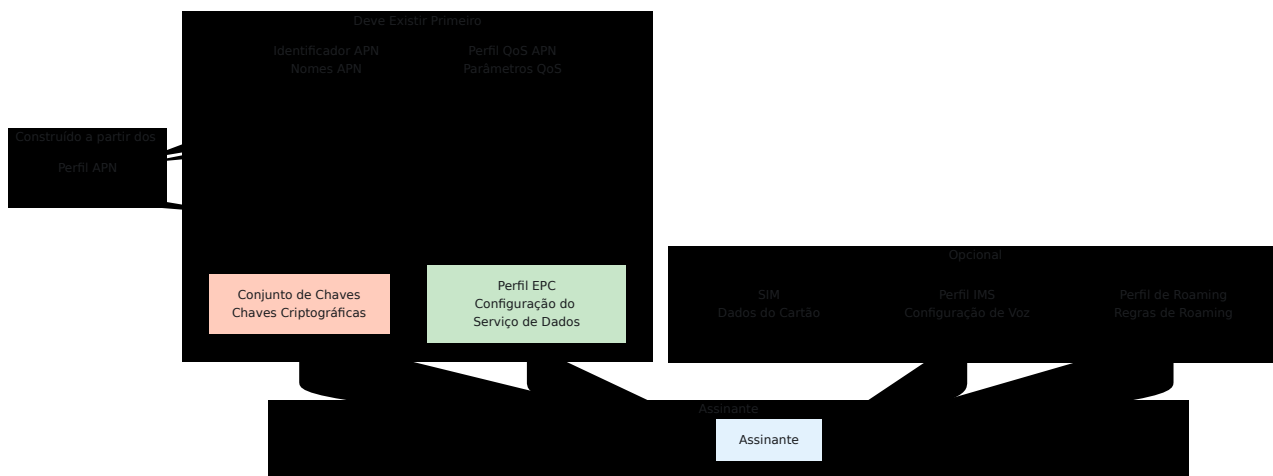 Deve Existir Primeiro
Identificador APN
Nomes APN
Perfil QoS APN
Parâmetros QoS
Construído a partir dos
Perfil APN
Conjunto de Chaves
Chaves Criptográficas
Perfil EPC
Configuração do
Serviço de Dados
Opcional
SIM
Dados do Cartão
Perfil IMS
Configuração de Voz
Perfil de Roaming
Regras de Roaming
Assinante
Assinante